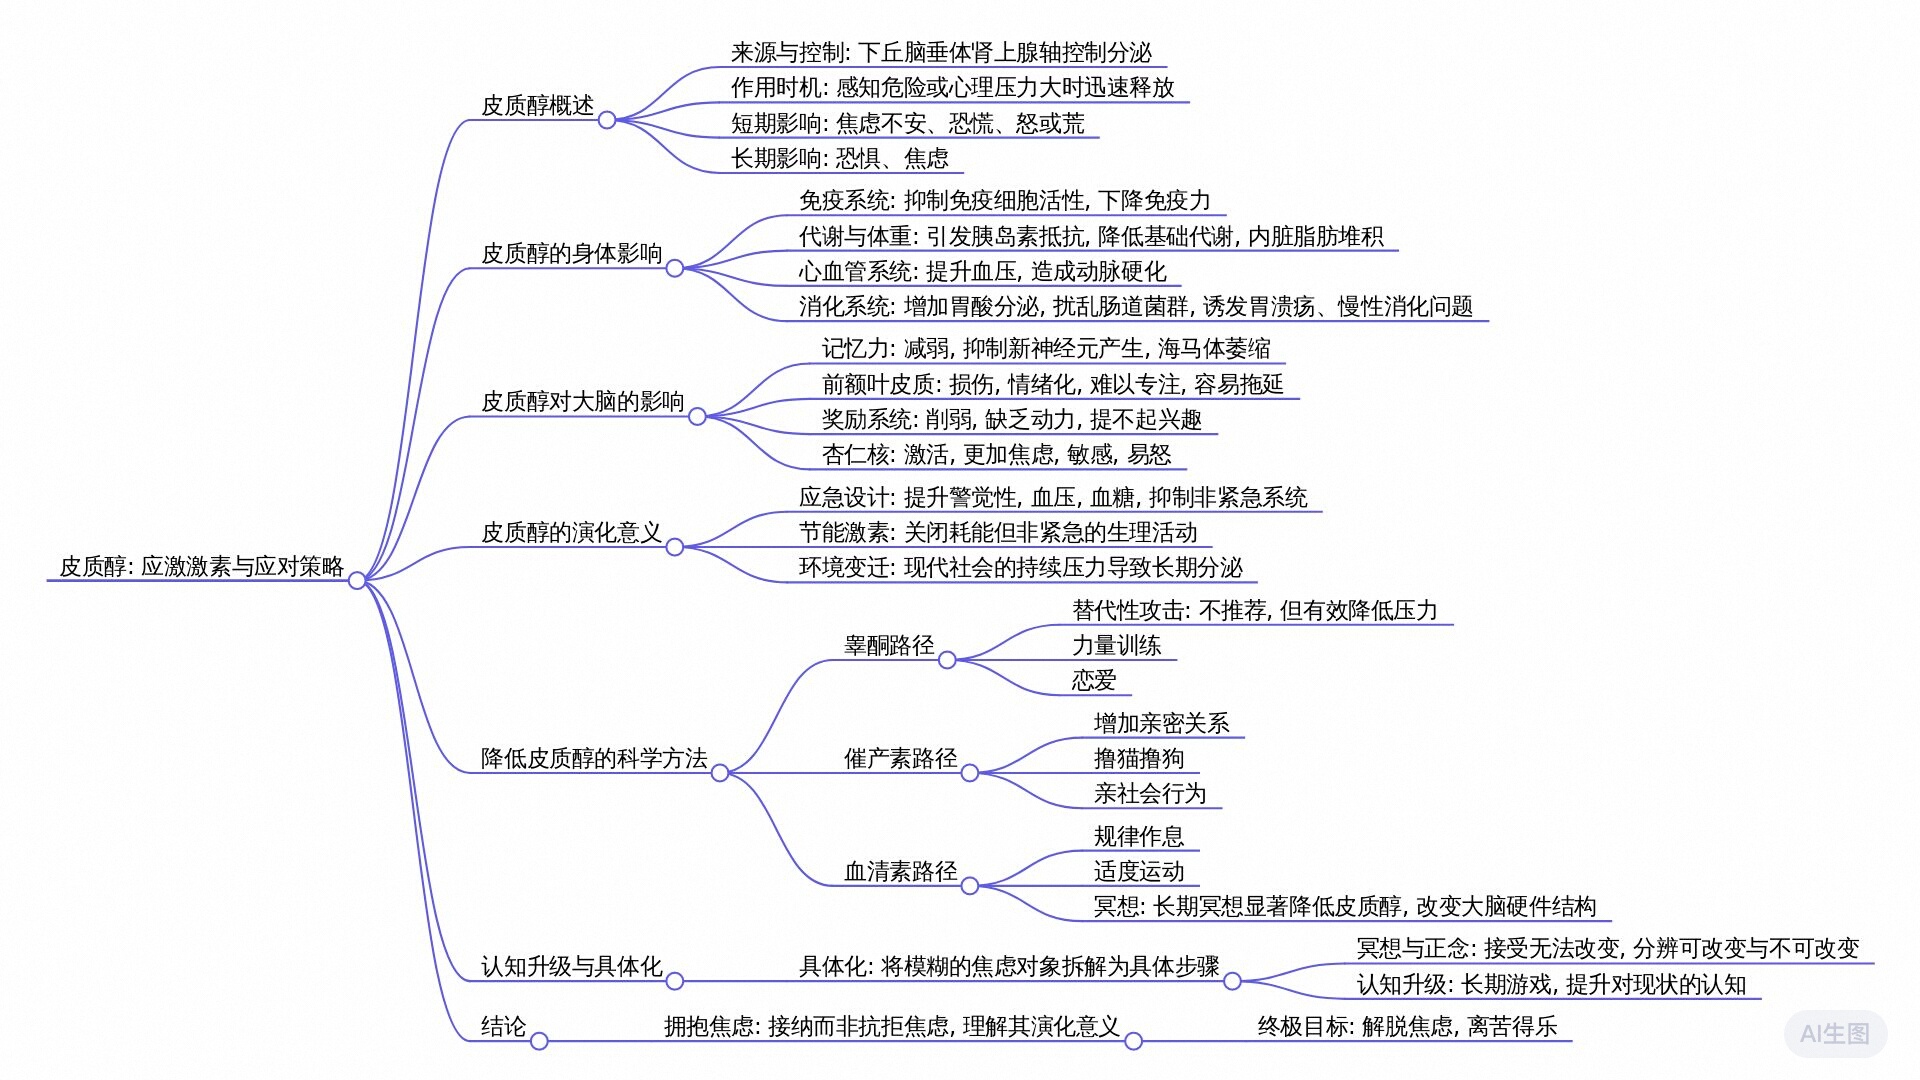 皮质醇: 应激激素与应对策略
皮质醇概述
来源与控制: 下丘脑垂体肾上腺轴控制分泌
作用时机: 感知危险或心理压力大时迅速释放
短期影响: 焦虑不安、恐慌、怒或荒
长期影响: 恐惧、焦虑
皮质醇的身体影响
免疫系统: 抑制免疫细胞活性, 下降免疫力
代谢与体重: 引发胰岛素抵抗, 降低基础代谢, 内脏脂肪堆积
心血管系统: 提升血压, 造成动脉硬化
消化系统: 增加胃酸分泌, 扰乱肠道菌群, 诱发胃溃疡、慢性消化问题
皮质醇对大脑的影响
记忆力: 减弱, 抑制新神经元产生, 海马体萎缩
前额叶皮质: 损伤, 情绪化, 难以专注, 容易拖延
奖励系统: 削弱, 缺乏动力, 提不起兴趣
杏仁核: 激活, 更加焦虑, 敏感, 易怒
皮质醇的演化意义
应急设计: 提升警觉性, 血压, 血糖, 抑制非紧急系统
节能激素: 关闭耗能但非紧急的生理活动
环境变迁: 现代社会的持续压力导致长期分泌
降低皮质醇的科学方法
睾酮路径
替代性攻击: 不推荐, 但有效降低压力
力量训练
恋爱
催产素路径
增加亲密关系
撸猫撸狗
亲社会行为
血清素路径
规律作息
适度运动
冥想: 长期冥想显著降低皮质醇, 改变大脑硬件结构
认知升级与具体化
具体化: 将模糊的焦虑对象拆解为具体步骤
冥想与正念: 接受无法改变, 分辨可改变与不可改变
认知升级: 长期游戏, 提升对现状的认知
结论
拥抱焦虑: 接纳而非抗拒焦虑, 理解其演化意义
终极目标: 解脱焦虑, 离苦得乐
AI生图